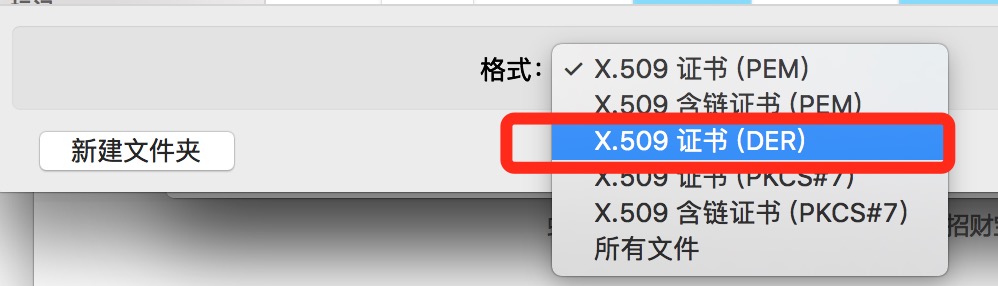 格式：
✓ X.509 证书 (PEM)
X.509 含链证书 (PEM)
X.509 证书 (DER)
X.509 证书 (PKCS#7)
X.509 含链证书 (PKCS#7)
所有文件
新建文件夹
招财